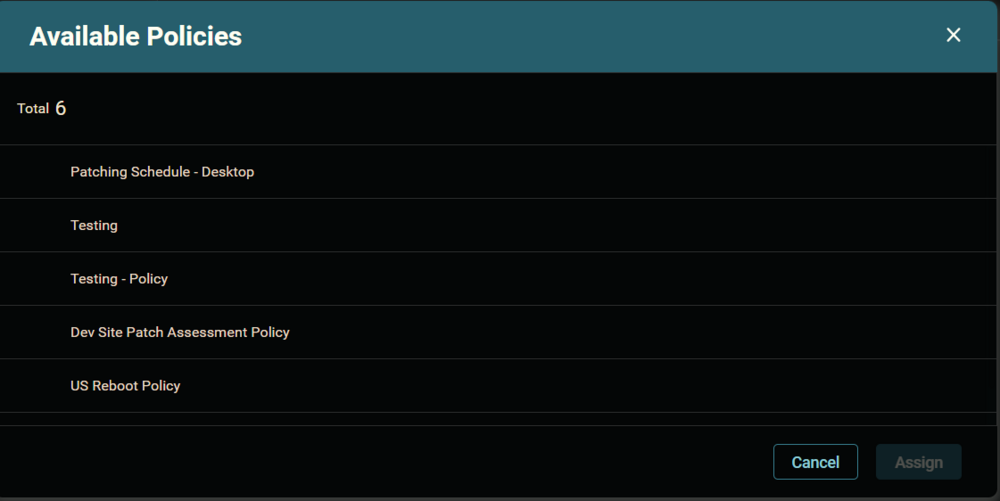 Available Policies
Total 6
Patching Schedule - Desktop
Testing
Testing - Policy
Dev Site Patch Assessment Policy
US Reboot Policy
Cancel
Assign